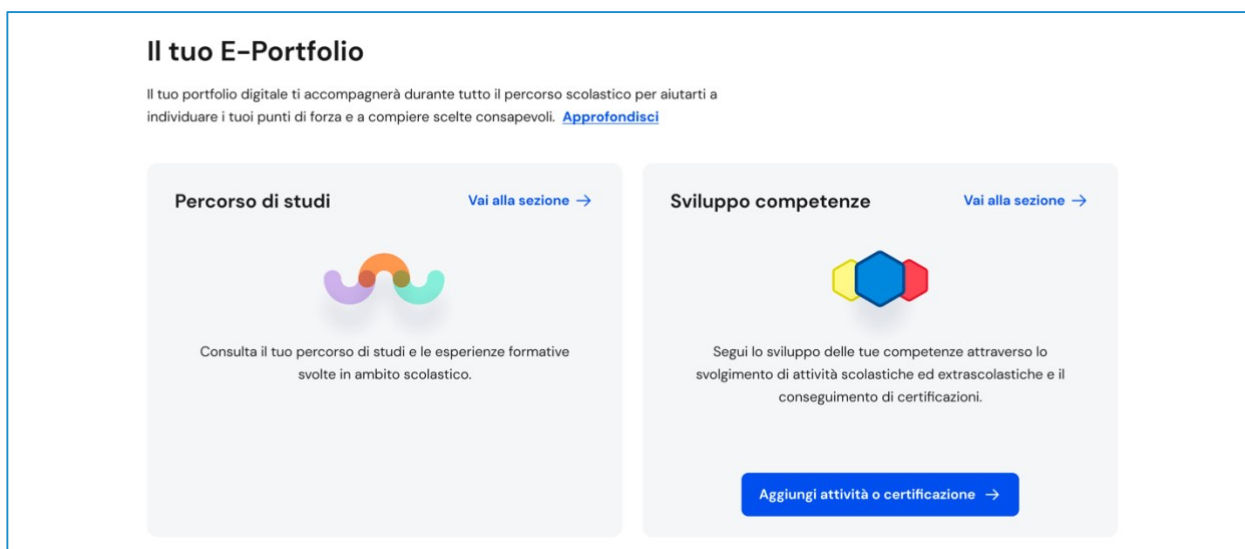 Il tuo E-Portfolio
Il tuo portfolio digitale ti accompagnerà durante tutto il percorso scolastico per aiutarti a
individuare i tuoi punti di forza e a compiere scelte consapevoli. Approfondisci
Percorso di studi
Vai alla sezione →
Consulta il tuo percorso di studi e le esperienze formative
svolte in ambito scolastico.
Sviluppo competenze
Vai alla sezione →
Segui lo sviluppo delle tue competenze attraverso lo
svolgimento di attività scolastiche ed extrascolastiche e il
conseguimento di certificazioni.
Aggiungi attività o certificazione →